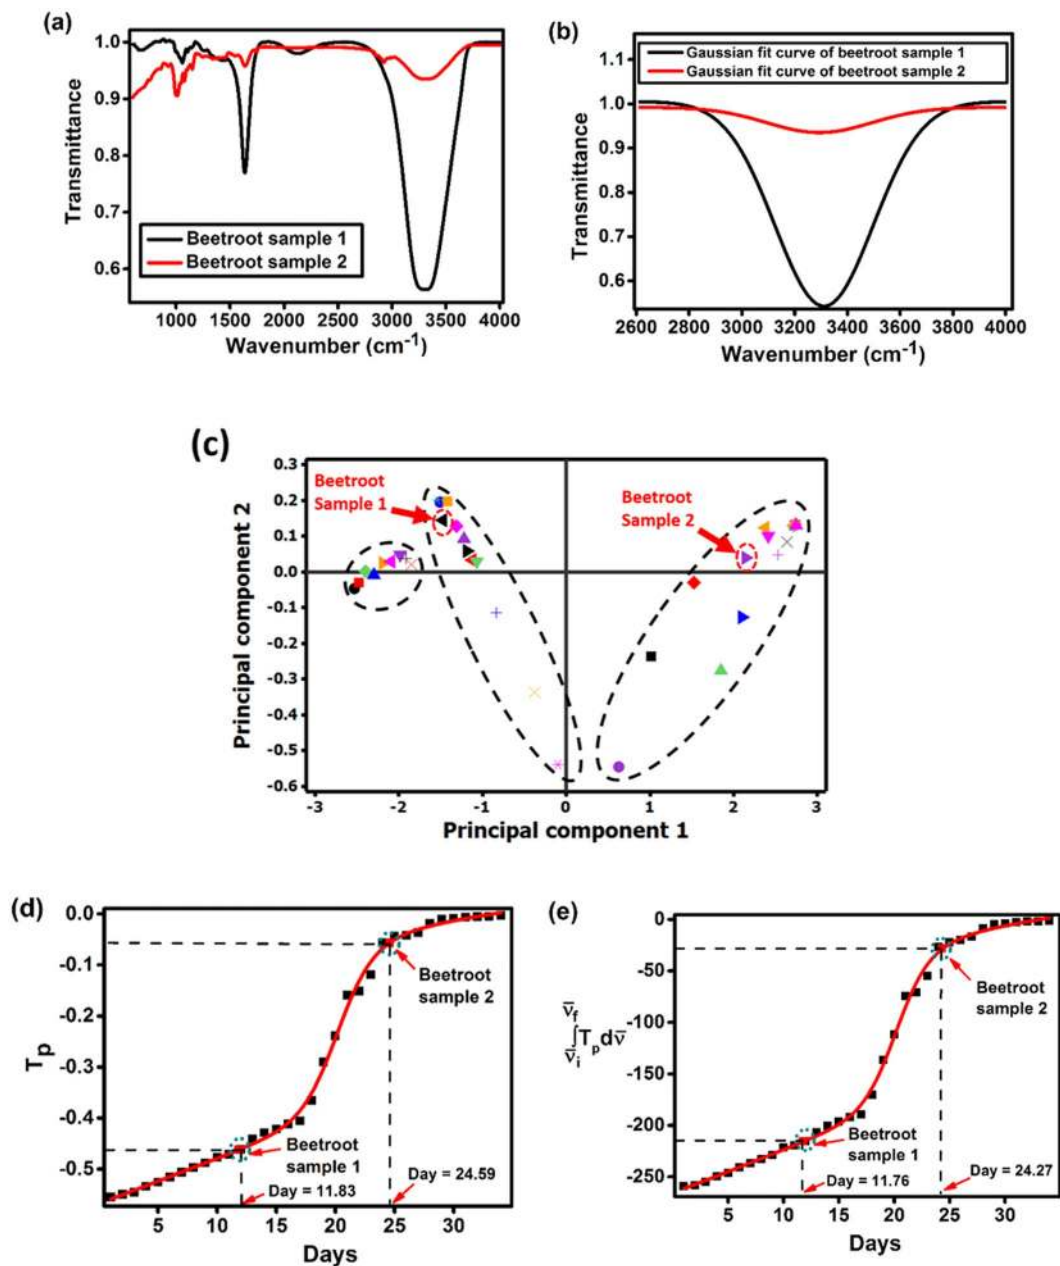 (a)
Transmittance
1.0
0.9
0.8
0.7
0.6
Beetroot sample 1
Beetroot sample 2
1000 1500 2000 2500 3000 3500 4000
Wavenumber (cm⁻¹)
(b)
Transmittance
1.1
1.0
0.9
0.8
0.7
0.6
Gaussian fit curve of beetroot sample 1
Gaussian fit curve of beetroot sample 2
2600 3000 3400 3800 4000
Wavenumber (cm⁻¹)
(c)
Principal component 2
0.3
0.2
0.1
0.0
-0.1
-0.2
-0.3
-0.4
-0.5
-0.6
Beetroot
Sample 1
Beetroot
Sample 2
-3 -2 -1 0 1 2 3
Principal component 1
(d)
Tp
0.0
-0.1
-0.2
-0.3
-0.4
-0.5
Beetroot
sample 2
Beetroot
sample 1
Day = 11.83
Day = 24.59
5 10 15 20 25 30
Days
(e)
ν̄f
∫Tpdν̄
ν̄i
0
-50
-100
-150
-200
-250
Beetroot
sample 2
Beetroot
sample 1
Day = 11.76
Day = 24.27
5 10 15 20 25 30
Days